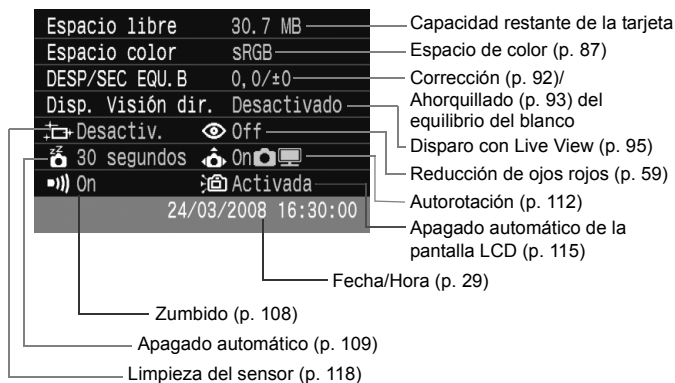 Espacio libre 30.7 MB
Capacidad restante de la tarjeta
Espacio color sRGB
Espacio de color (p. 87)
DESP/SEC EQU.B 0,0/±0
Corrección (p. 92)/
Ahorquillado (p. 93) del
equilibrio del blanco
Disp. Visión dir. Desactivado
Disparo con Live View (p. 95)
Desactiv. Off
Reducción de ojos rojos (p. 59)
zz 30 segundos On
Autorotación (p. 112)
On Activada
Apagado automático de la
pantalla LCD (p. 115)
24/03/2008 16:30:00
Fecha/Hora (p. 29)
Zumbido (p. 108)
Apagado automático (p. 109)
Limpieza del sensor (p. 118)